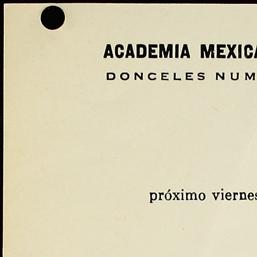 ACADEMIA MEXICA
DONCELES NUM
próximo viernes